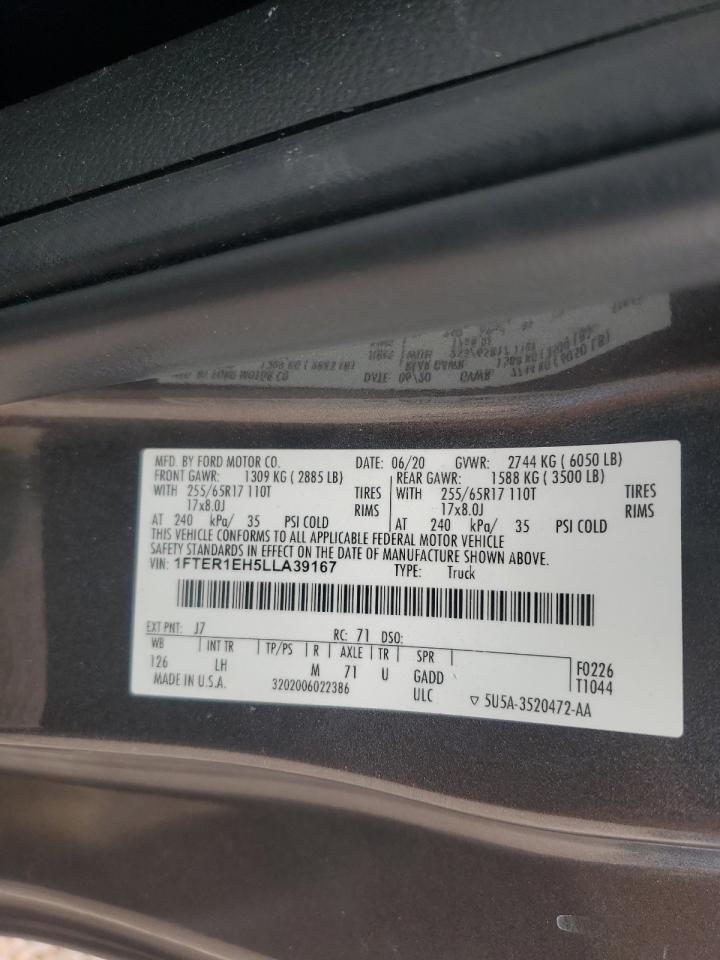 MFD. BY FORD MOTOR CO. DATE: 06/20 GVWR: 2744 KG ( 6050 LB)
FRONT GAWR: 1309 KG ( 2885 LB) REAR GAWR: 1588 KG ( 3500 LB)
WITH 255/65R17 110T TIRES WITH 255/65R17 110T TIRES
17x8.0J RIMS 17x8.0J RIMS
AT 240 kPa/ 35 PSI COLD AT 240 kPa/ 35 PSI COLD
THIS VEHICLE CONFORMS TO ALL APPLICABLE FEDERAL MOTOR VEHICLE
SAFETY STANDARDS IN EFFECT ON THE DATE OF MANUFACTURE SHOWN ABOVE.
VIN: 1FTER1EH5LLA39167 TYPE: Truck
EXT PNT: J7 RC: 71 DSO:
WB INT TR TP/PS R AXLE TR SPR
126 LH M 71 U GADD F0226
MADE IN U.S.A. 3202006022386 ULC T1044
▽ 5U5A-3520472-AA